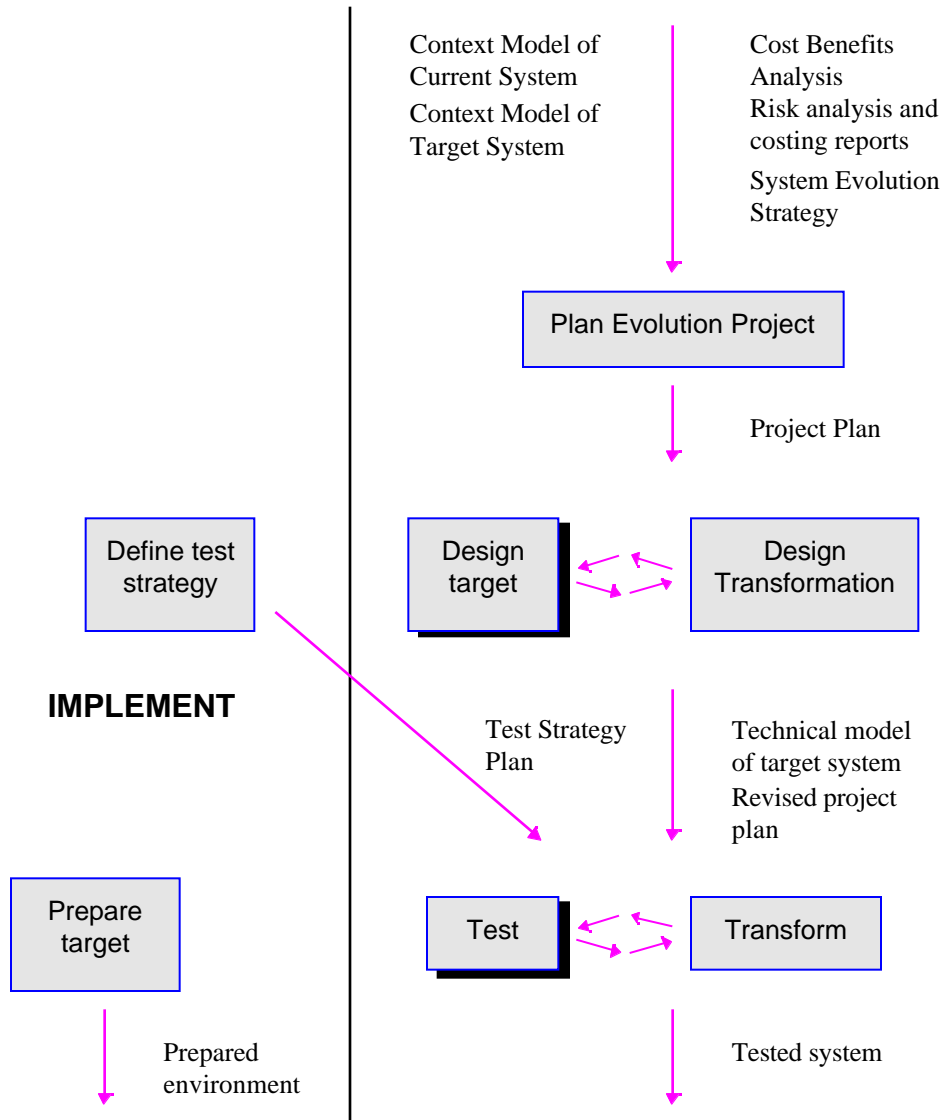 Context Model of
Current System
Context Model of
Target System
Cost Benefits
Analysis
Risk analysis and
costing reports
System Evolution
Strategy
Plan Evolution Project
Project Plan
Define test
strategy
Design
target
Design
Transformation
IMPLEMENT
Test Strategy
Plan
Technical model
of target system
Revised project
plan
Prepare
target
Test
Transform
Prepared
environment
Tested system